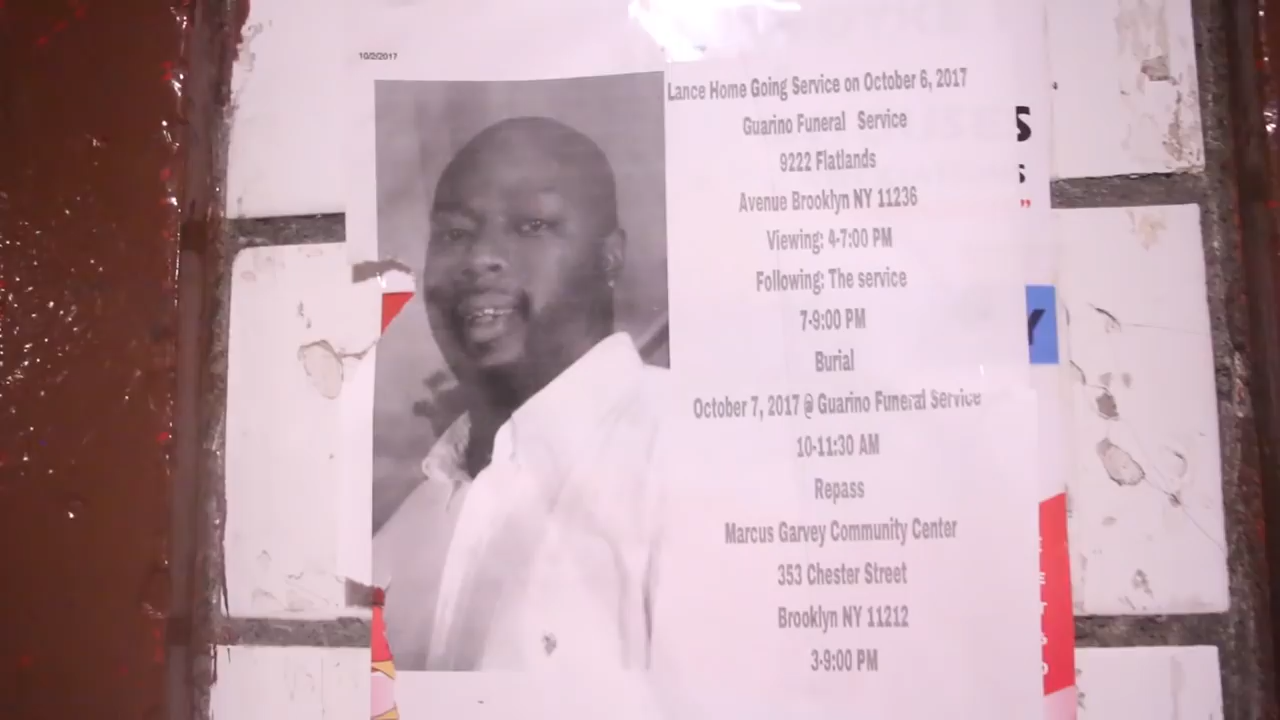 10/2/2017
Lance Home Going Service on October 6, 2017
Guarino Funeral Service
9222 Flatlands
Avenue Brooklyn NY 11236
Viewing: 4-7:00 PM
Following: The service
7-9:00 PM
Burial
October 7, 2017 @ Guarino Funeral Service
10-11:30 AM
Repass
Marcus Garvey Community Center
353 Chester Street
Brooklyn NY 11212
3-9:00 PM
S
s
”
Y